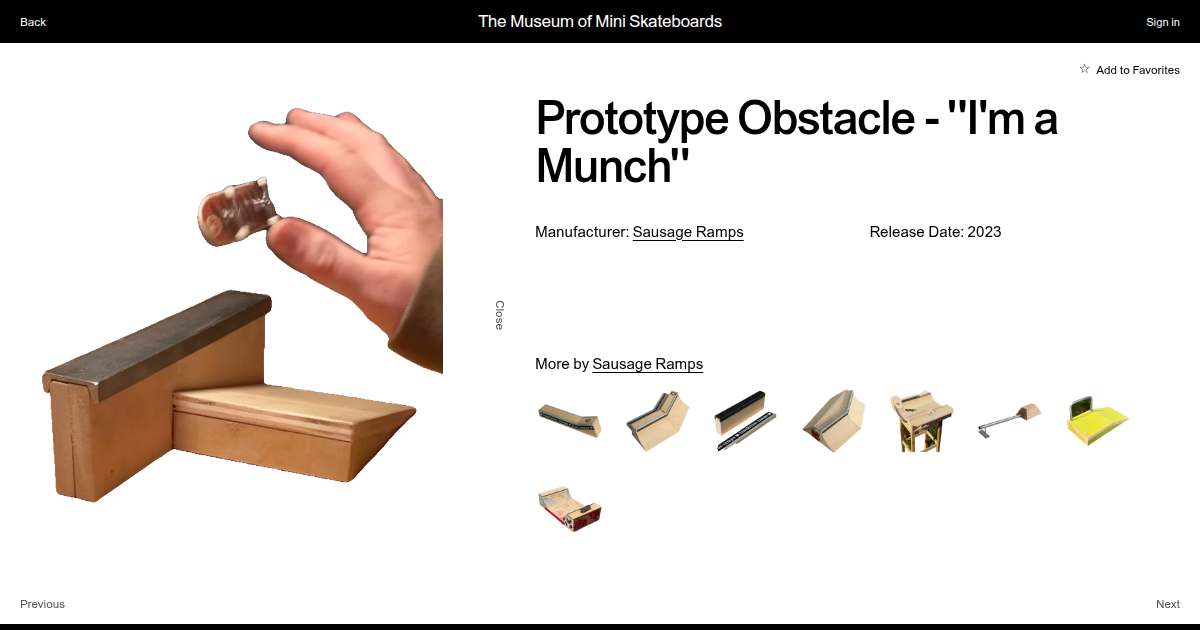 Back
The Museum of Mini Skateboards
Sign in
☆ Add to Favorites
Prototype Obstacle - "I'm a
Munch"
Manufacturer: Sausage Ramps
Release Date: 2023
Close
More by Sausage Ramps
Previous
Next